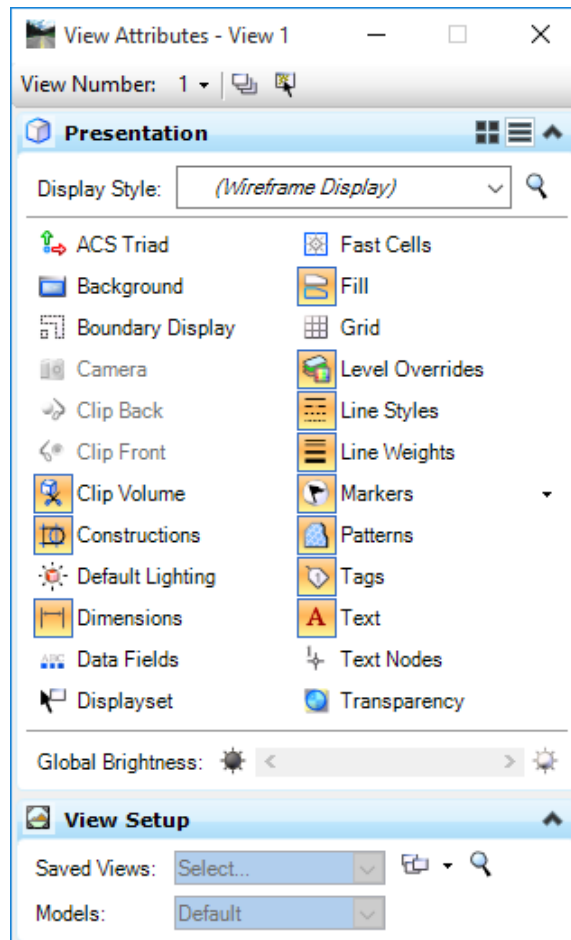 View Attributes - View 1
View Number: 1
Presentation
Display Style: (Wireframe Display)
ACS Triad Fast Cells
Background Fill
Boundary Display Grid
Camera Level Overrides
Clip Back Line Styles
Clip Front Line Weights
Clip Volume Markers
Constructions Patterns
Default Lighting Tags
Dimensions A Text
ABC Data Fields Text Nodes
Displayset Transparency
Global Brightness:
View Setup
Saved Views: Select...
Models: Default